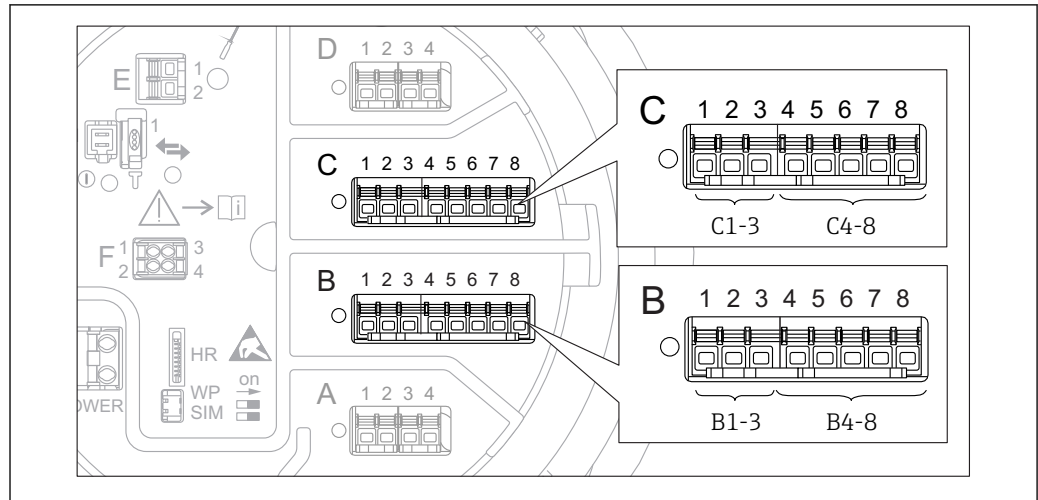 D 1 2 3 4
E 1
2
1
C 1 2 3 4 5 6 7 8
C 1 2 3 4 5 6 7 8
C1-3 C4-8
i
F 1 3
2 4
B 1 2 3 4 5 6 7 8
B 1 2 3 4 5 6 7 8
B1-3 B4-8
HR
WP on
SIM
OWER
A 1 2 3 4